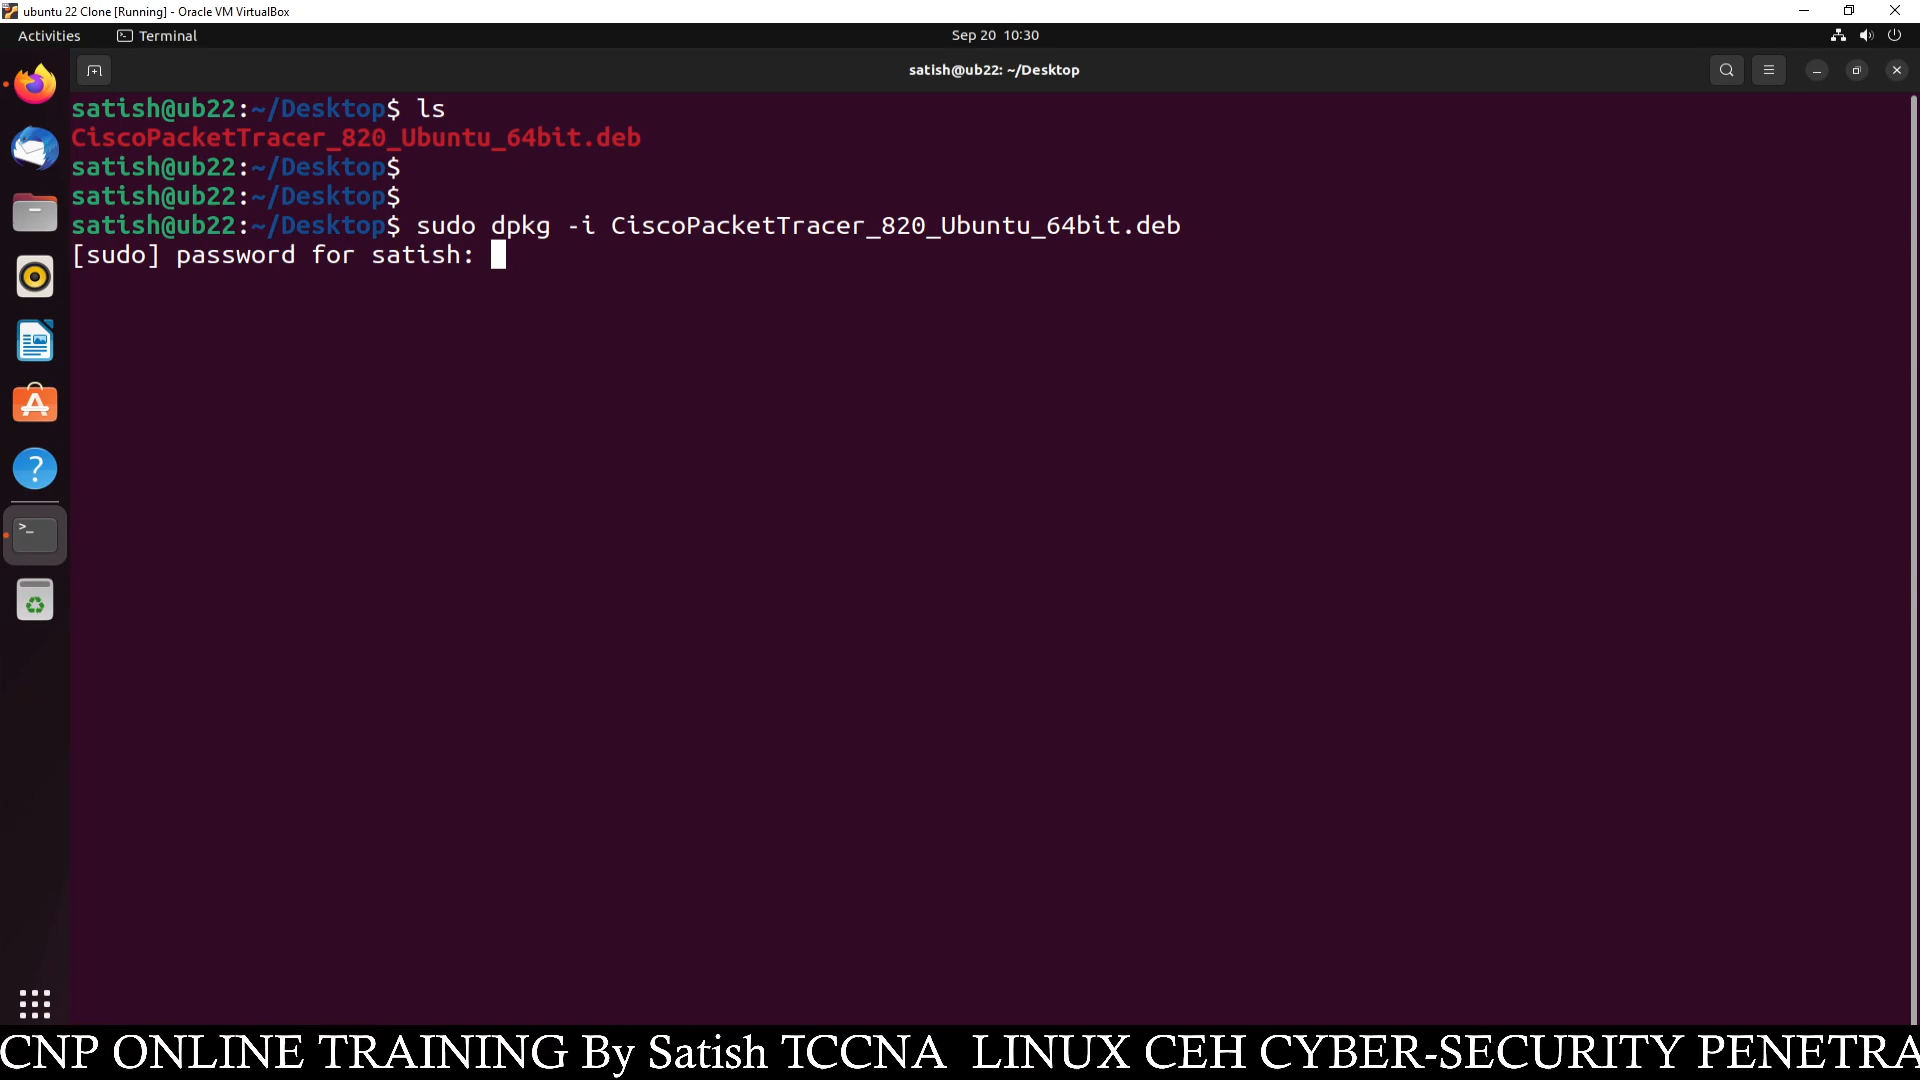 ubuntu 22 Clone [Running] - Oracle VM VirtualBox
Activities Terminal Sep 20 10:30
satish@ub22: ~/Desktop
satish@ub22:~/Desktop$ ls
CiscoPacketTracer_820_Ubuntu_64bit.deb
satish@ub22:~/Desktop$
satish@ub22:~/Desktop$
satish@ub22:~/Desktop$ sudo dpkg -i CiscoPacketTracer_820_Ubuntu_64bit.deb
[sudo] password for satish:
CNP ONLINE TRAINING By Satish TCCNA LINUX CEH CYBER-SECURITY PENETRA